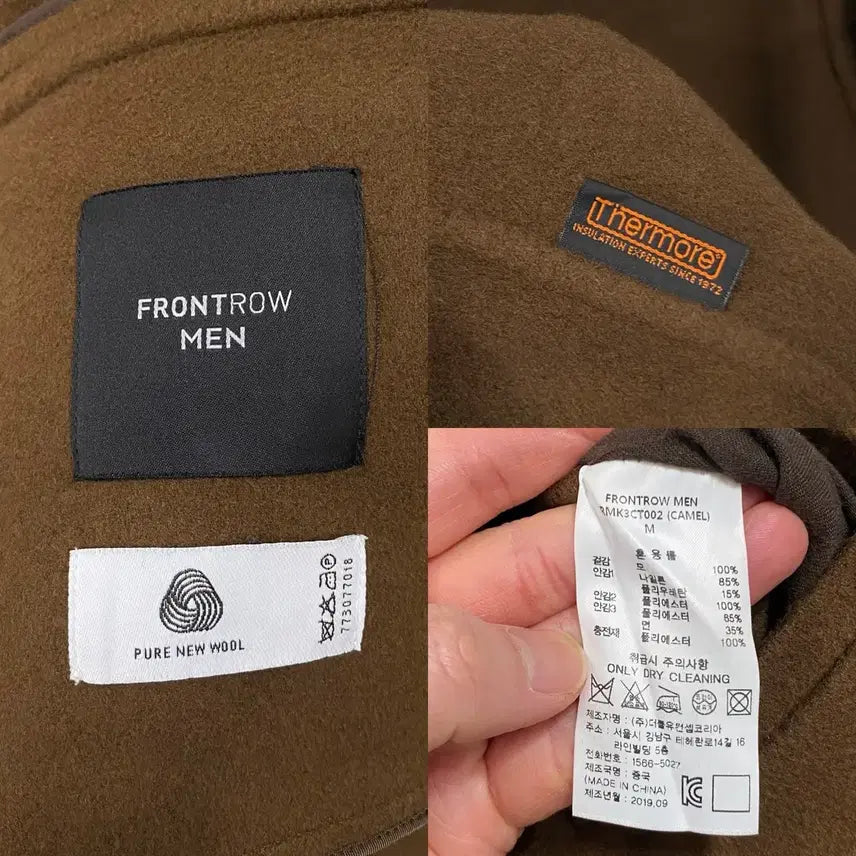 FRONTROW
MEN
PURE NEW WOOL
773077018
Thermore®
INSULATION EXPERTS SINCE 1972
FRONTROW MEN
RMK3CT002 (CAMEL)
M
혼 용 률
겉감 모 100%
안감1 나일론 85%
폴리우레탄 15%
안감2 폴리에스터 100%
안감3 폴리에스터 65%
면 35%
충전재 폴리에스터 100%
취급시 주의사항
ONLY DRY CLEANING
제조자명 : (주)더블유컨셉코리아
주소 : 서울시 강남구 테헤란로14길 16
라인빌딩 5층
전화번호 : 1566-5027
제조국명 : 중국
(MADE IN CHINA)
제조년월 : 2019.09